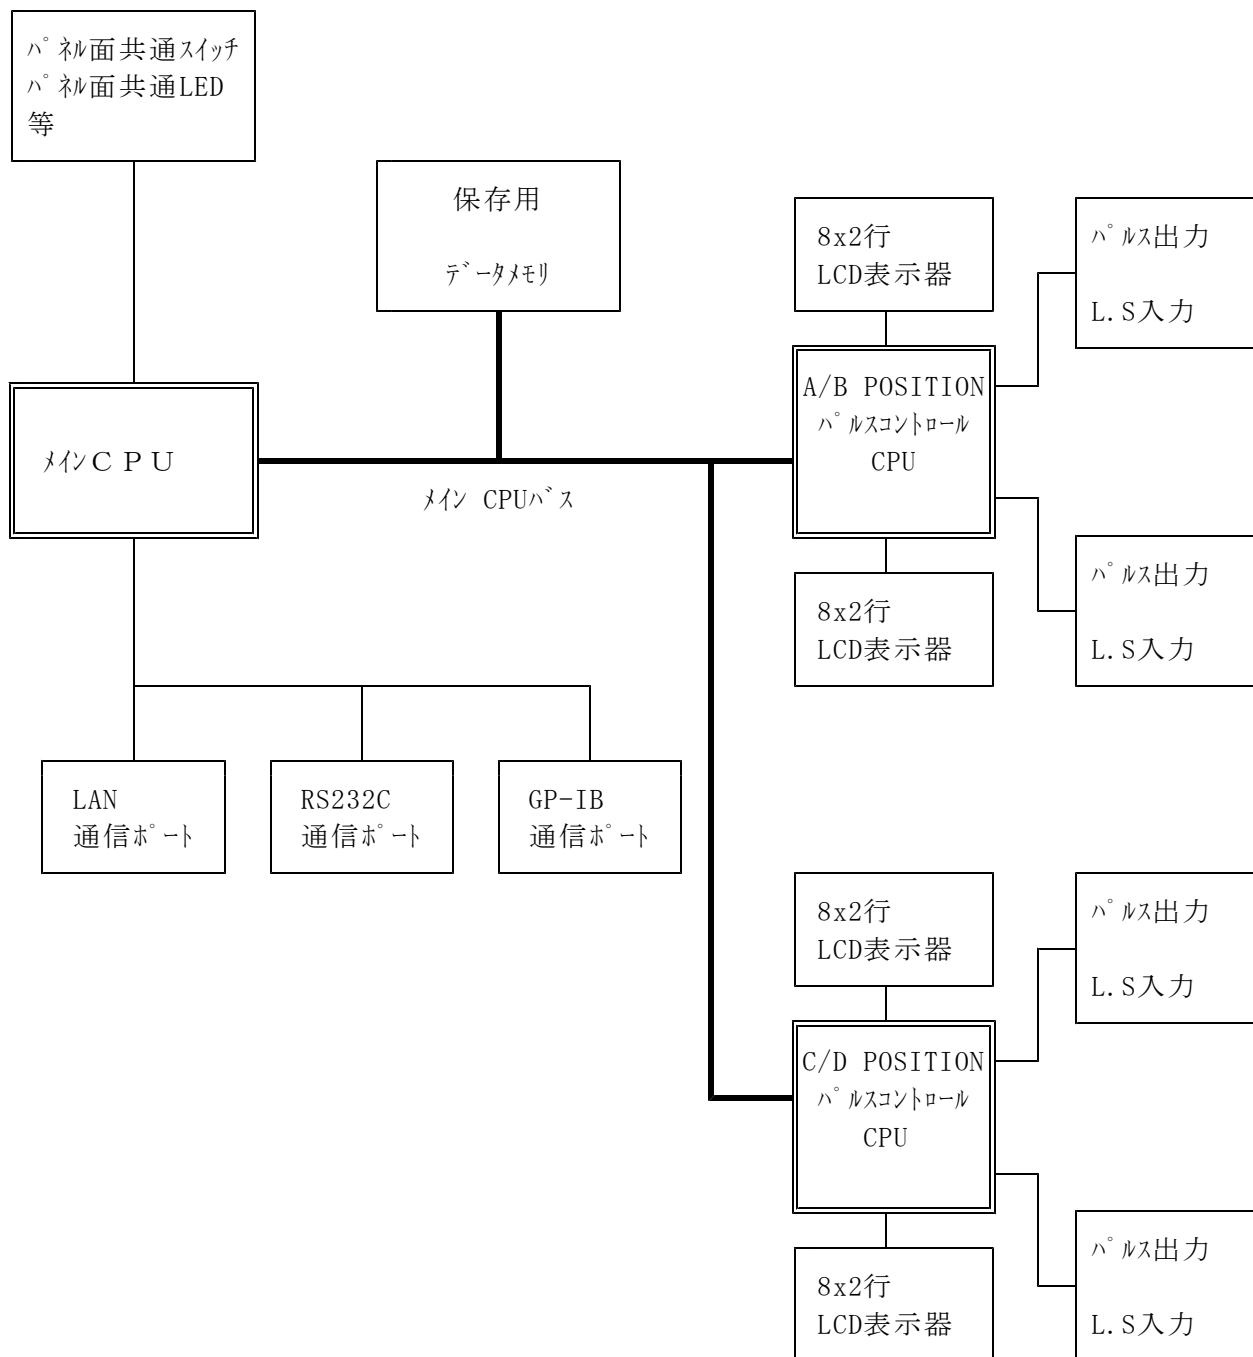 ﾊﾟﾈﾙ面共通ｽｲｯﾁ
ﾊﾟﾈﾙ面共通LED
等
保存用
ﾃﾞｰﾀﾒﾓﾘ
8x2行
LCD表示器
ﾊﾟﾙｽ出力
L.S入力
ﾒｲﾝＣＰＵ
ﾒｲﾝ CPUﾊﾞｽ
A/B POSITION
ﾊﾟﾙｽｺﾝﾄﾛｰﾙ
CPU
8x2行
LCD表示器
ﾊﾟﾙｽ出力
L.S入力
LAN
通信ﾎﾟｰﾄ
RS232C
通信ﾎﾟｰﾄ
GP-IB
通信ﾎﾟｰﾄ
8x2行
LCD表示器
ﾊﾟﾙｽ出力
L.S入力
C/D POSITION
ﾊﾟﾙｽｺﾝﾄﾛｰﾙ
CPU
8x2行
LCD表示器
ﾊﾟﾙｽ出力
L.S入力